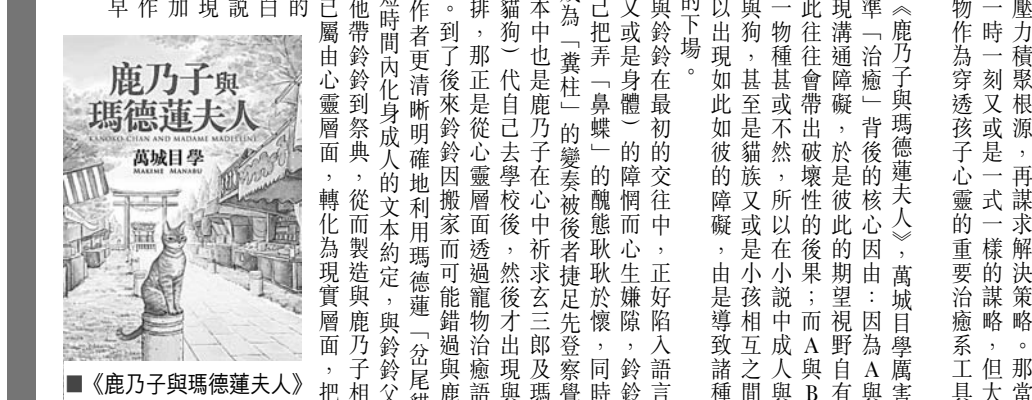 壓力積聚根源,再謀求解決策略。那當
一時一刻又或是一式一樣的謀略,但大
物作為穿透孩子心靈的重要治癒系工具
《鹿乃子與瑪德蓮夫人》,萬城目學厲害
準「治癒」背後的核心因由:因為A與
現溝通障礙,於是彼此的期望視野自有
此往往會帶出破壞性的後果;而A與B
一物種甚或不然,所以在小説中成人與
與狗,甚至是貓族又或是小孩相互之間
以出現如此如彼的障礙,由是導致諸種
的下場。
與鈴鈴在最初的交往中,正好陷入語言
又或是身體)的障惘而心生嫌隙,鈴鈴
己把弄「鼻蝶」的醜態耿耿於懷,同時
為「糞柱」的變奏被後者捷足先登察覺
本中也是鹿乃子在心中祈求玄三郎及瑪
貓狗)代自己去學校後,然後才出現與
排,那正是從心靈層面透過寵物治癒語
。到了後來鈴鈴因搬家而可能錯過與鹿
作者更清晰明確地利用瑪德蓮「岔尾貓
短時間內化身成人的文本約定,與鈴鈴父
他帶鈴鈴到祭典,從而製造與鹿乃子相
已屬由心靈層面,轉化為現實層面,把
的
白
説
現
加
作
早
鹿乃子與
瑪德蓮夫人
KANOKO-CHAN AND MADAME MADELEINE
萬城目 學
MAKIME MANABU
■《鹿乃子與瑪德蓮夫人》